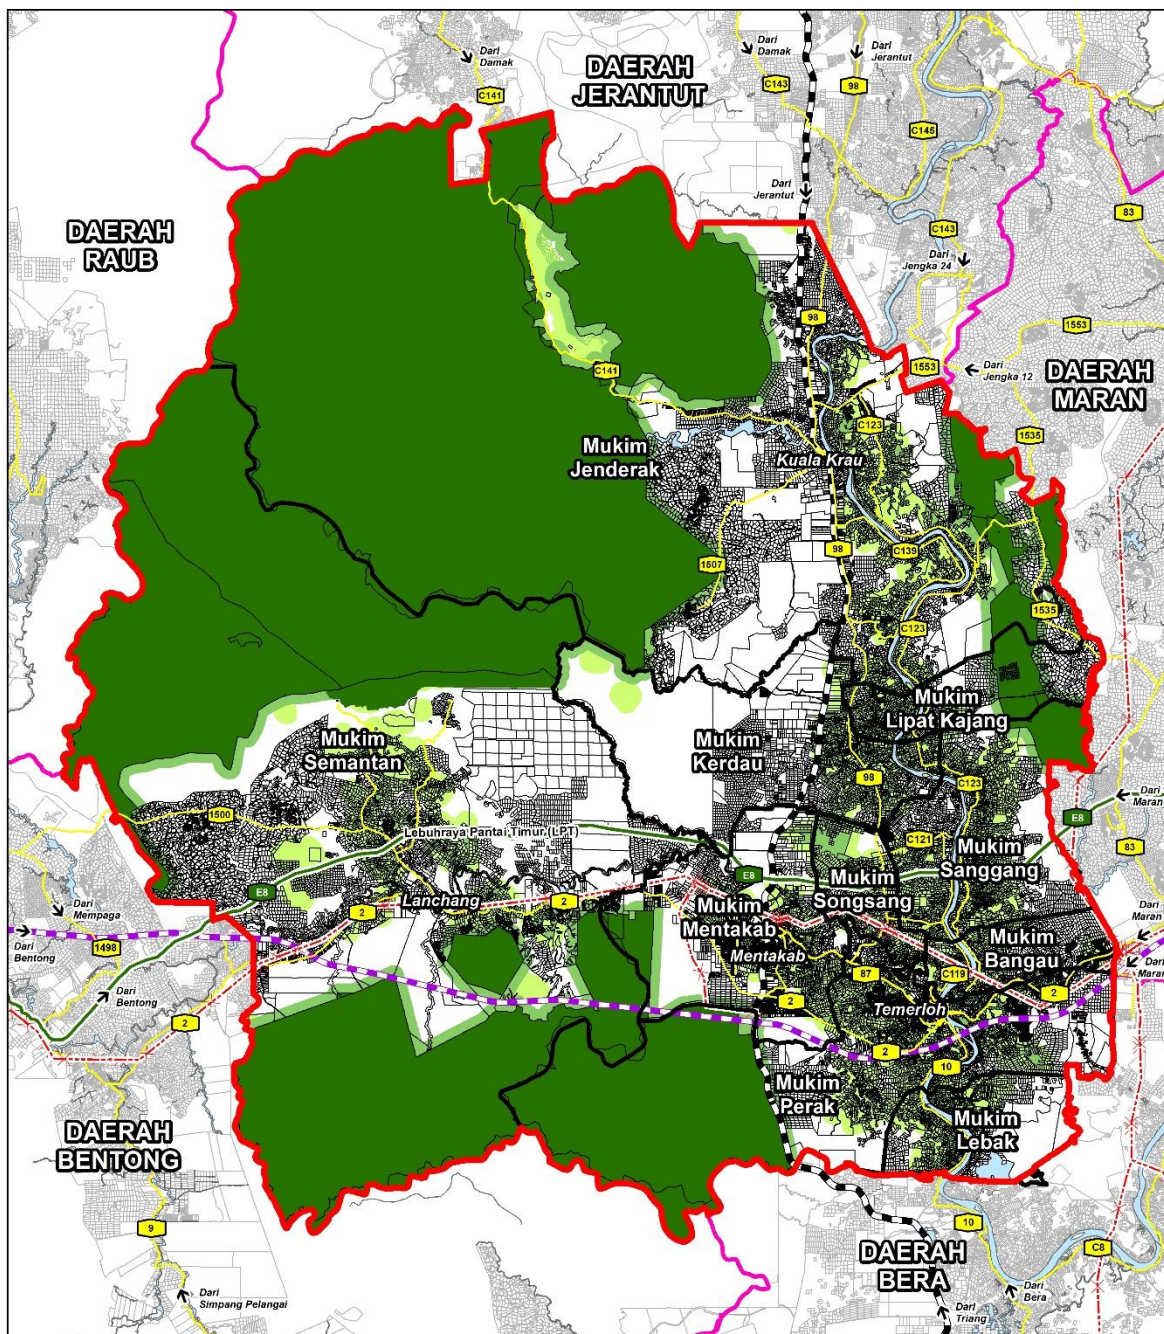 Dari
Damak
C141
DAERAH
JERANTUT
Dari
Damak
C143
98
Dari
Jerantut
C145
83
Dari
Jerantut
C143
Dari
Jengka 24
DAERAH
RAUB
98
1553
1553
Dari
Jengka 12
C141
DAERAH
MARAN
C123
1535
Mukim
Jenderak
Kuala Krau
98
C139
1507
1535
C123
Mukim
Lipat Kajang
Mukim
Semantan
Mukim
Kerdau
98
C123
Dari
Maran
1500
Lebuhraya Pantai Timur (LPT)
E8
C121
83
Mukim
Sanggang
E8
E8
Mukim
Songsang
Lanchang
2
2
Mukim
Mentakab
Dari
Mempaga
1498
Dari
Bentong
Mukim
Bangau
Dari
Maran
Dari
Maran
Mentakab
87
C119
2
Dari
Bentong
2
2
Temerloh
2
10
Mukim
Perak
Mukim
Lebak
DAERAH
BENTONG
9
10
C8
DAERAH
BERA
Dari
Simpang Pelangai
Dari
Bera
Dari
Triang